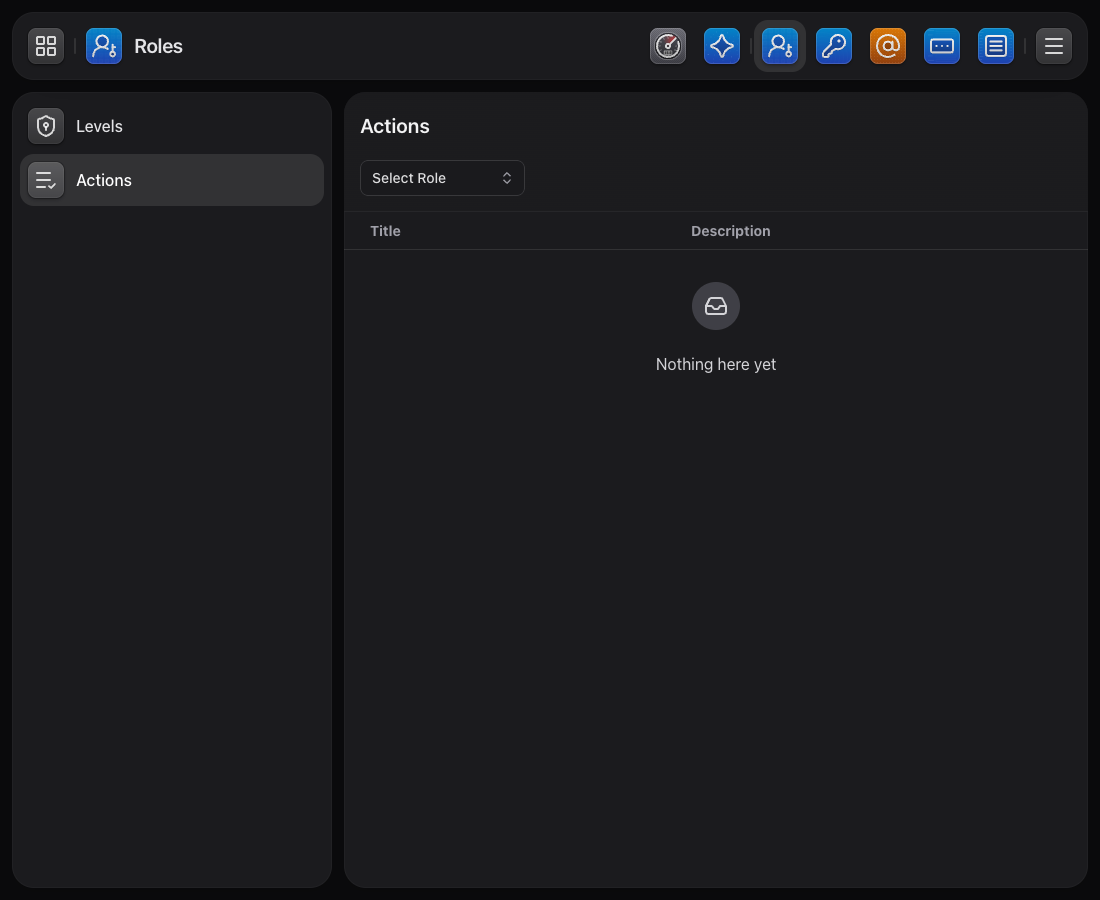 Roles
Levels
Actions
Actions
Select Role
Title Description
Nothing here yet